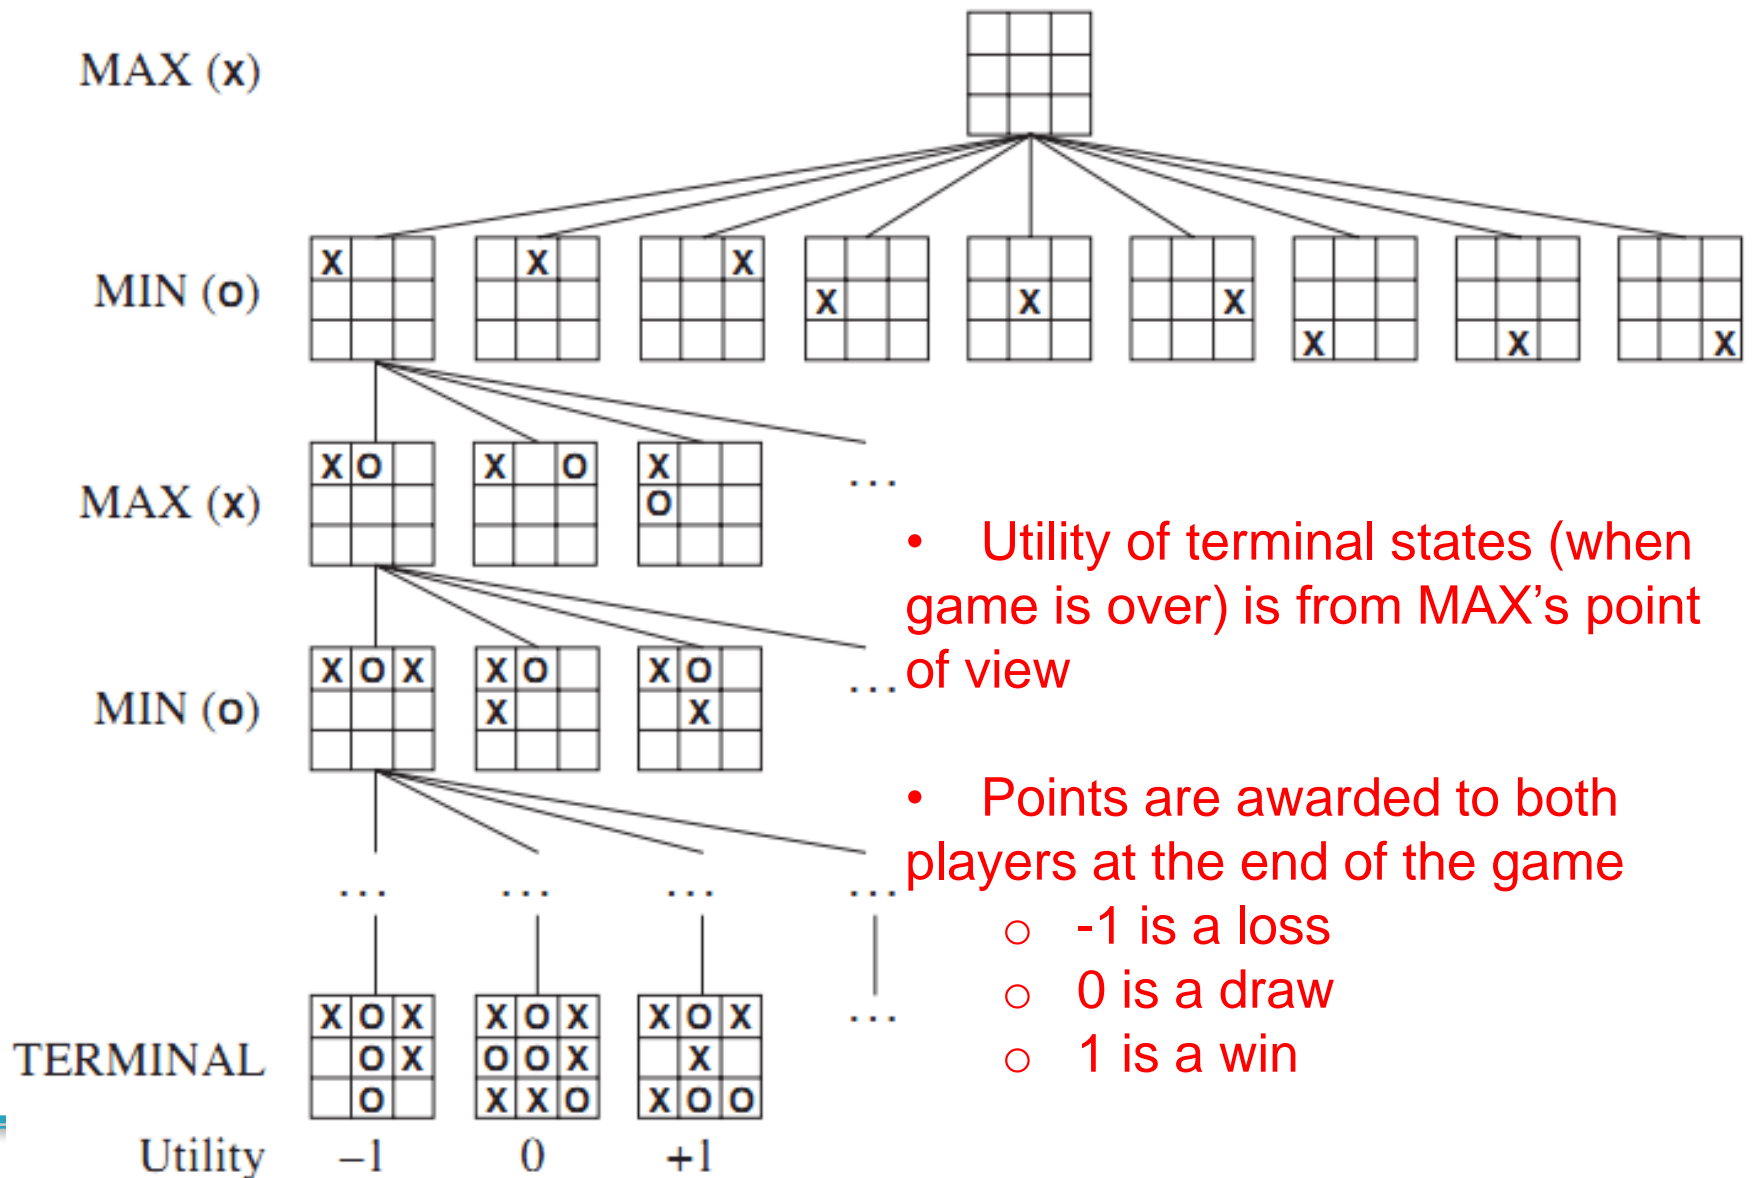 MAX (x)
MIN (o)
X X X X X X X X X
MAX (x)
X O X O X
O
...
• Utility of terminal states (when
game is over) is from MAX’s point
of view
MIN (o)
X O X X O X O
X X
...
• Points are awarded to both
players at the end of the game
... ... ... ...
o -1 is a loss
o 0 is a draw
o 1 is a win
TERMINAL
X O X X O X X O X
O X O O X X
O X X O X O O
...
Utility –1 0 +1